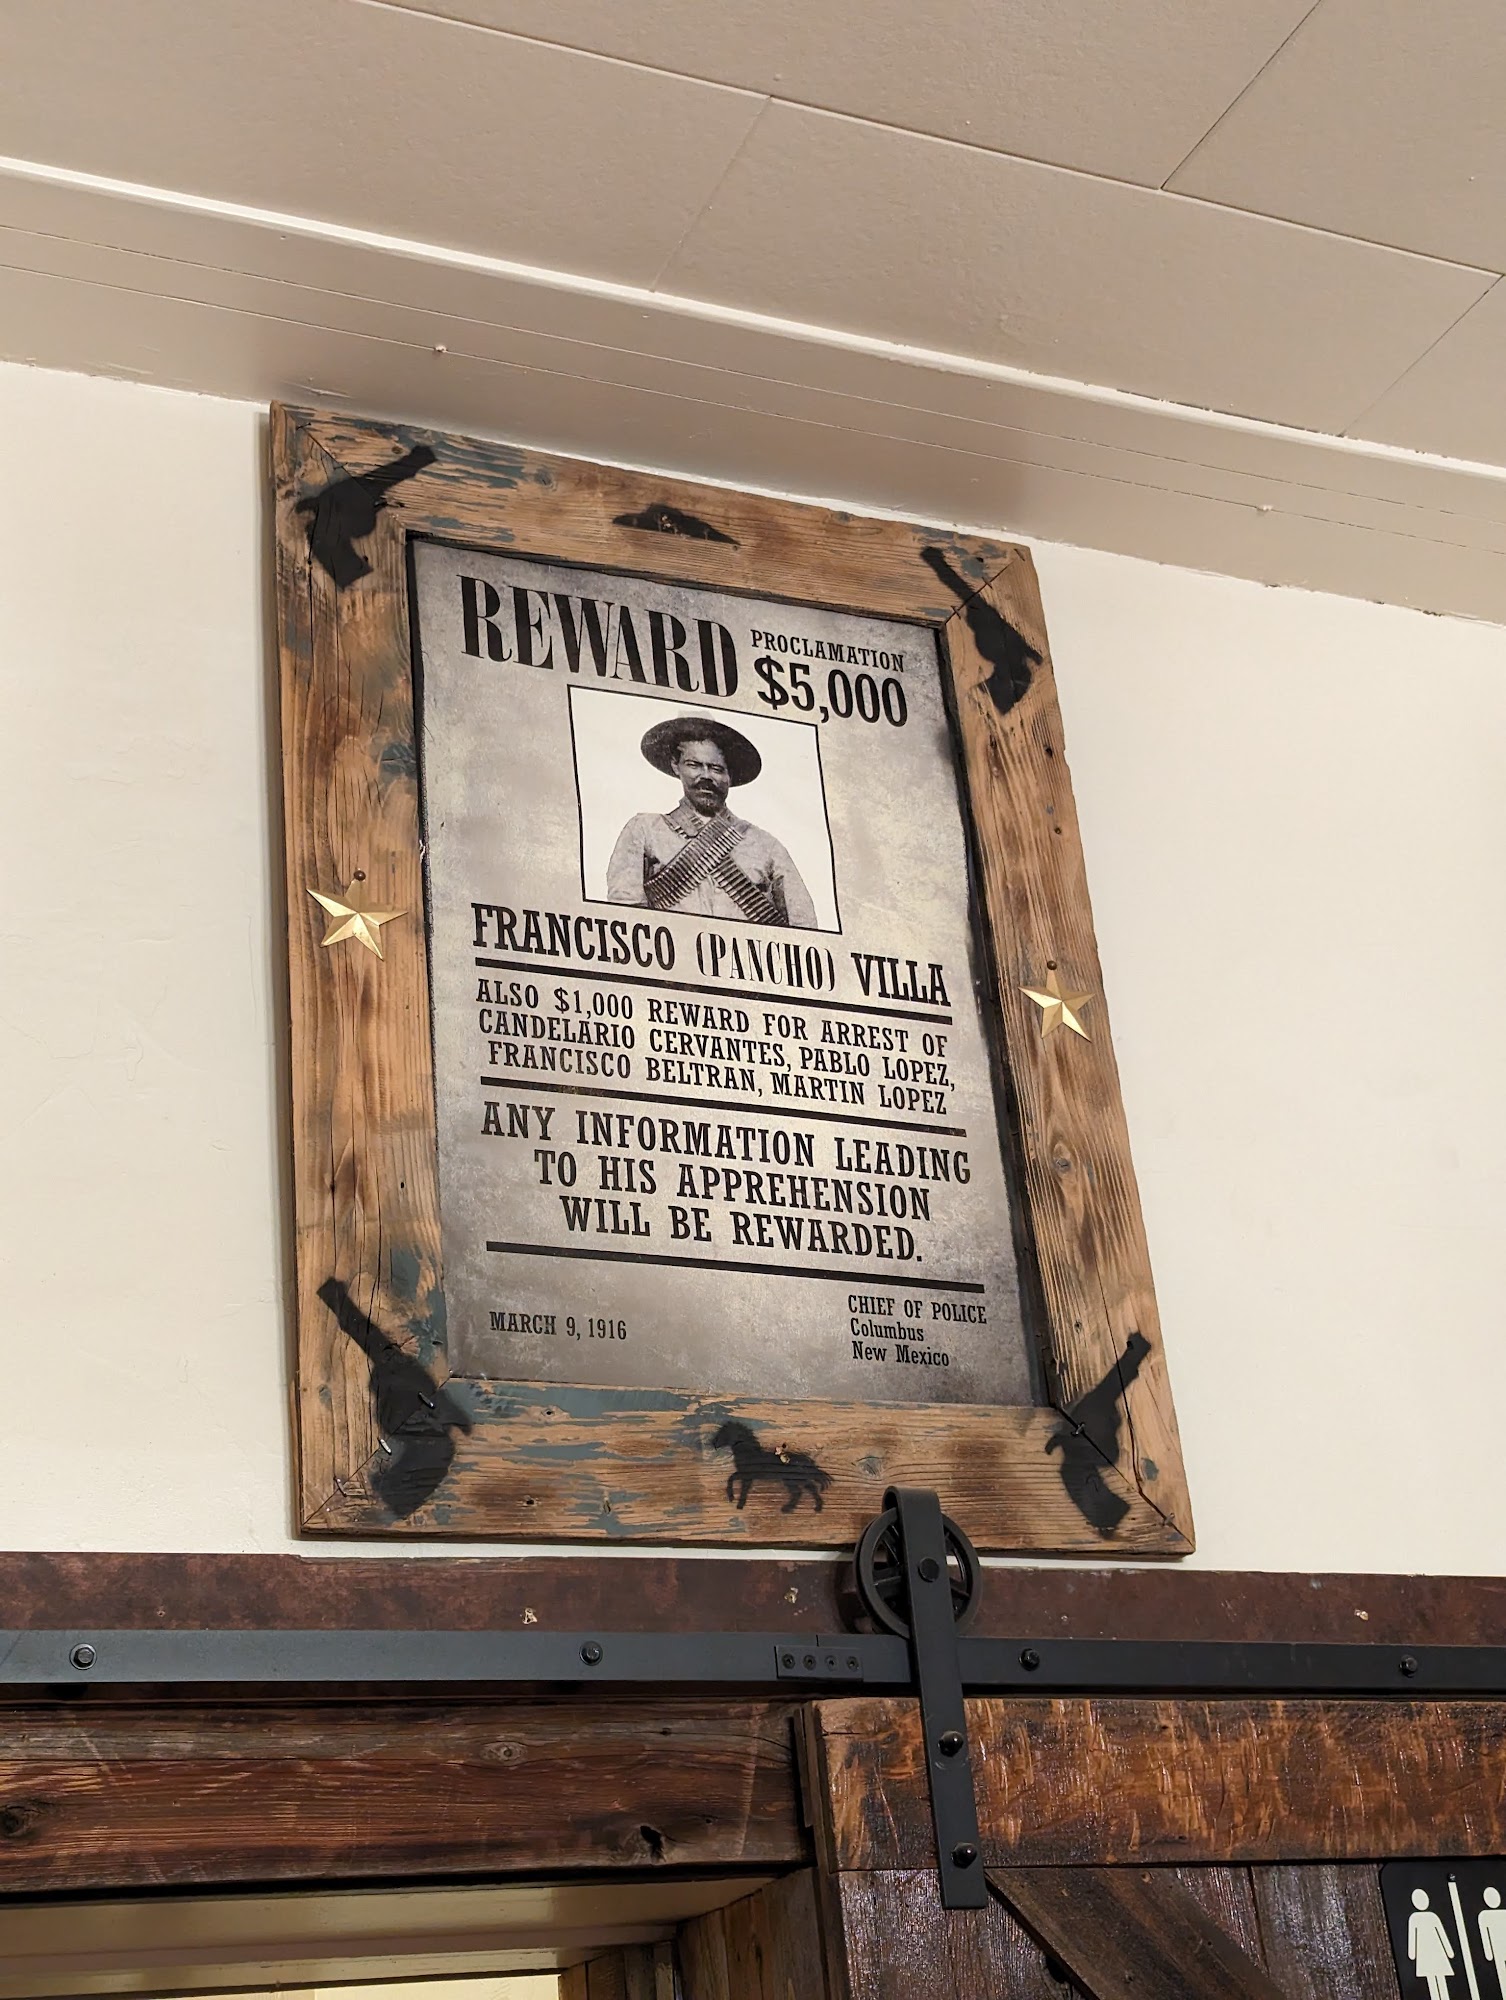 REWARD
PROCLAMATION
$5,000
FRANCISCO (PANCHO) VILLA
ALSO $1,000 REWARD FOR ARREST OF
CANDELARIO CERVANTES, PABLO LOPEZ,
FRANCISCO BELTRAN, MARTIN LOPEZ
ANY INFORMATION LEADING
TO HIS APPREHENSION
WILL BE REWARDED.
MARCH 9, 1916
CHIEF OF POLICE
Columbus
New Mexico